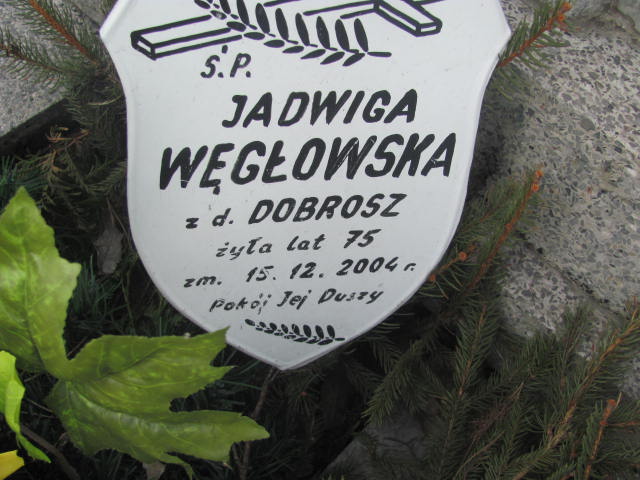 Ś.P.
JADWIGA
WĘGŁOWSKA
z d. DOBROSZ
żyła lat 75
zm. 15. 12. 2004 r.
Pokój Jej Duszy